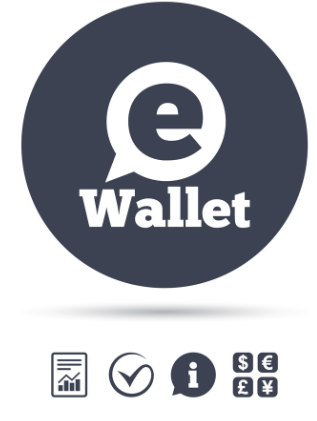 e
Wallet
i
$ €
£ ¥